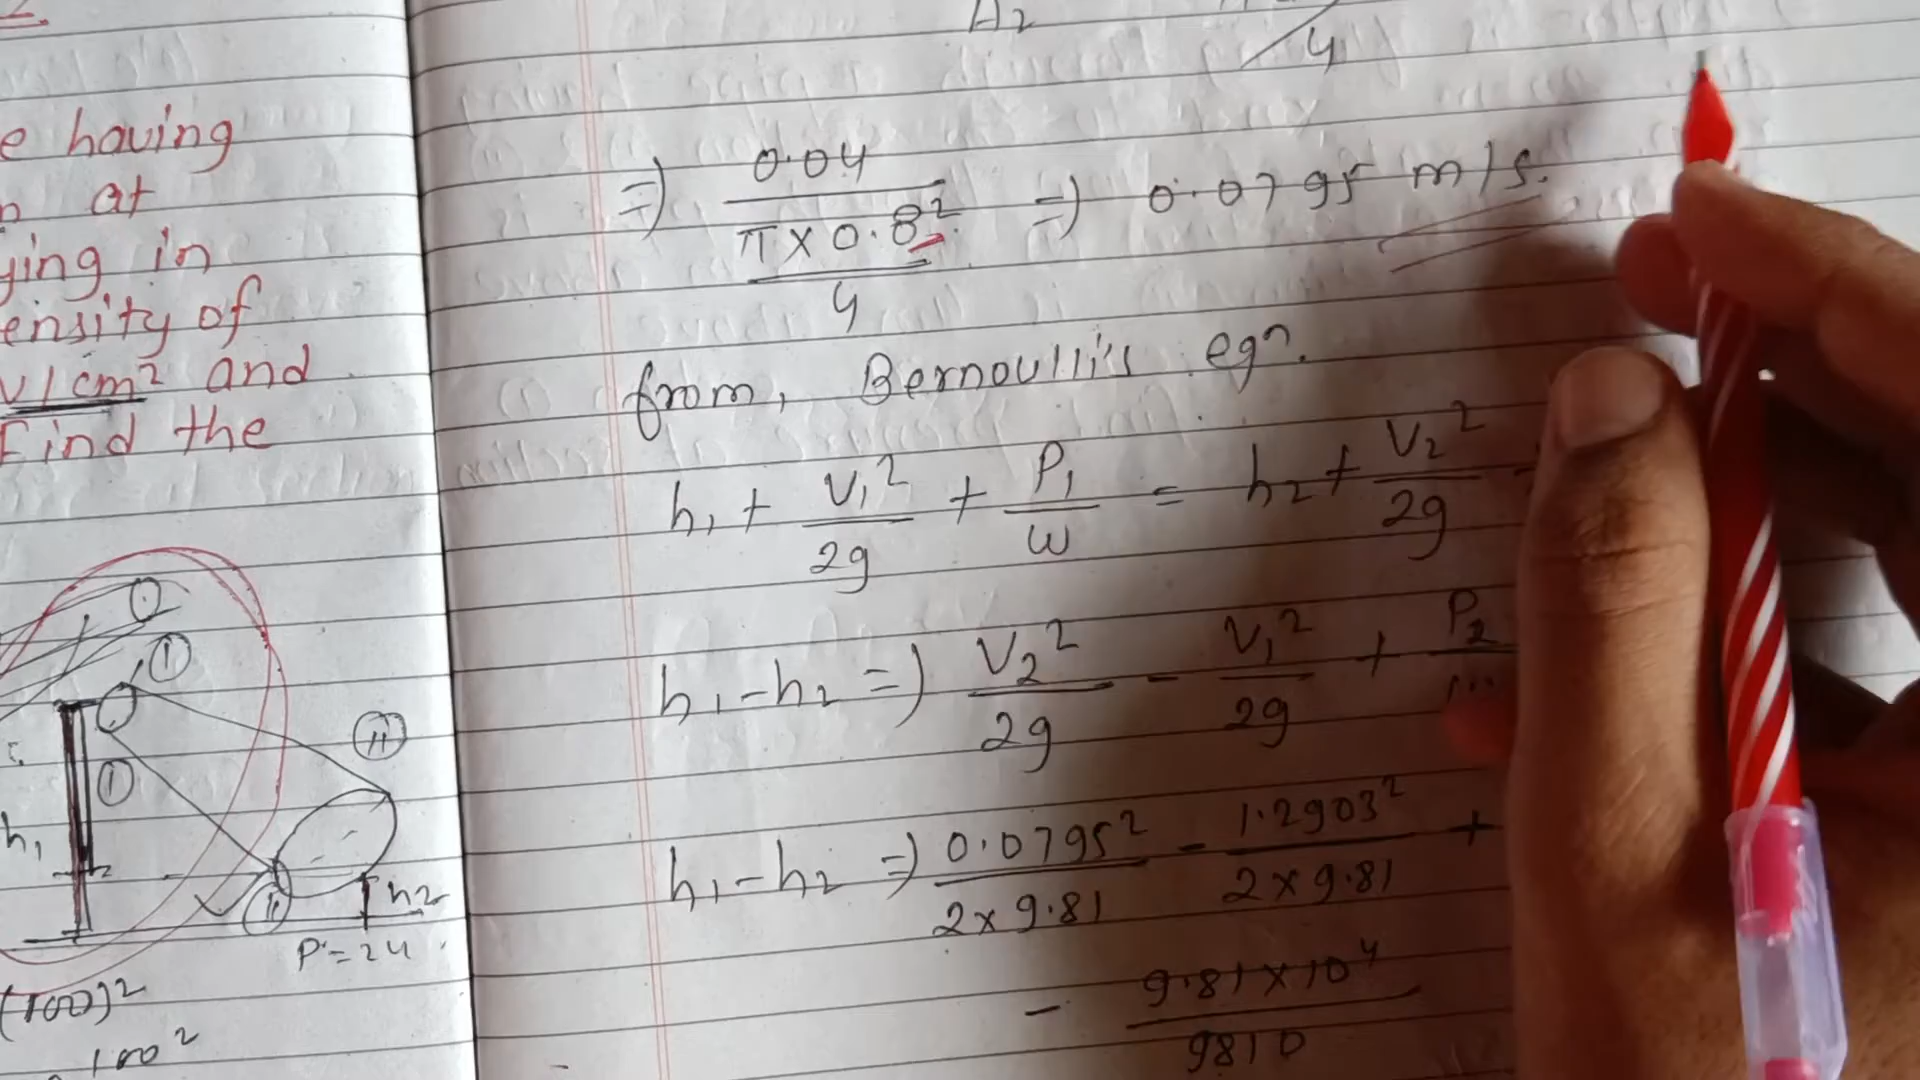 e having
at
ying in
ensity of
/cm² and
Find the
I
I
II
h₁
II
h₂
P = 24
(100)²
100²
A₂
4
=) 0.04 / (π × 0.8² / 4) =) 0.0795 m/s.
from, Bernoulli's eqn.
h₁ + V₁²/2g + P₁/w = h₂ + V₂²/2g
h₁ - h₂ =) V₂²/2g - V₁²/2g + P₂
h₁ - h₂ =) 0.0795²/2×9.81 - 1.2903²/2×9.81 +
- 9.81×10⁴/9810